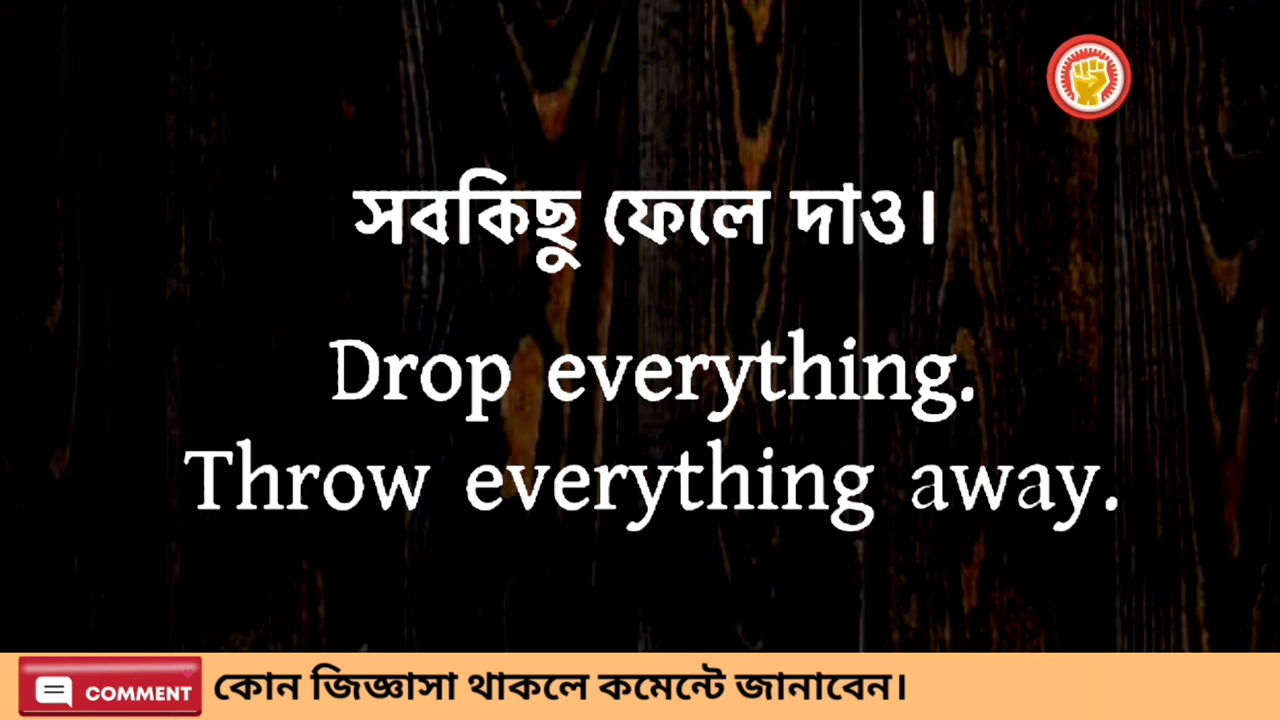 সবকিছু ফেলে দাও।
Drop everything.
Throw everything away.
COMMENT কোন জিজ্ঞাসা থাকলে কমেন্টে জানাবেন।